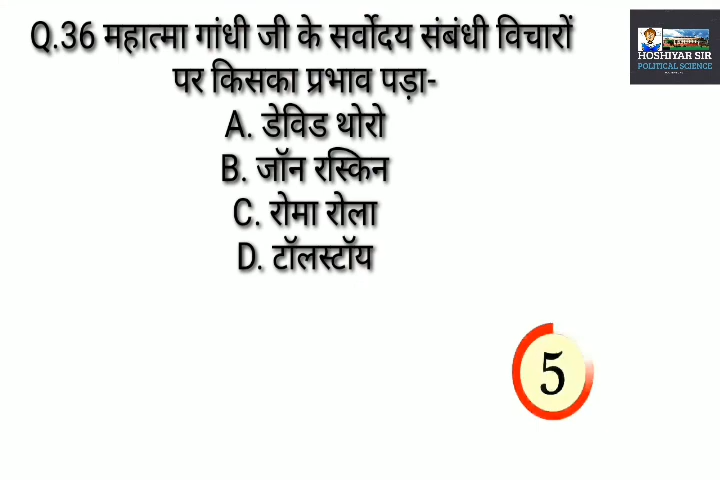 Q.36 महात्मा गांधी जी के सर्वोदय संबंधी विचारों
पर किसका प्रभाव पड़ा-
A. डेविड थोरो
B. जॉन रस्किन
C. रोमा रोला
D. टॉलस्टॉय
HOSHIYAR SIR
POLITICAL SCIENCE
5